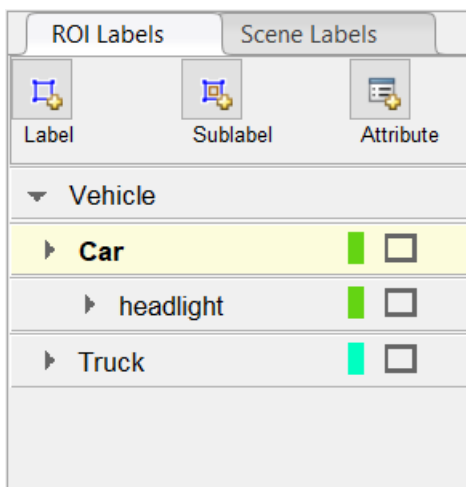 ROI Labels Scene Labels
Label Sublabel Attribute
Vehicle
Car
headlight
Truck